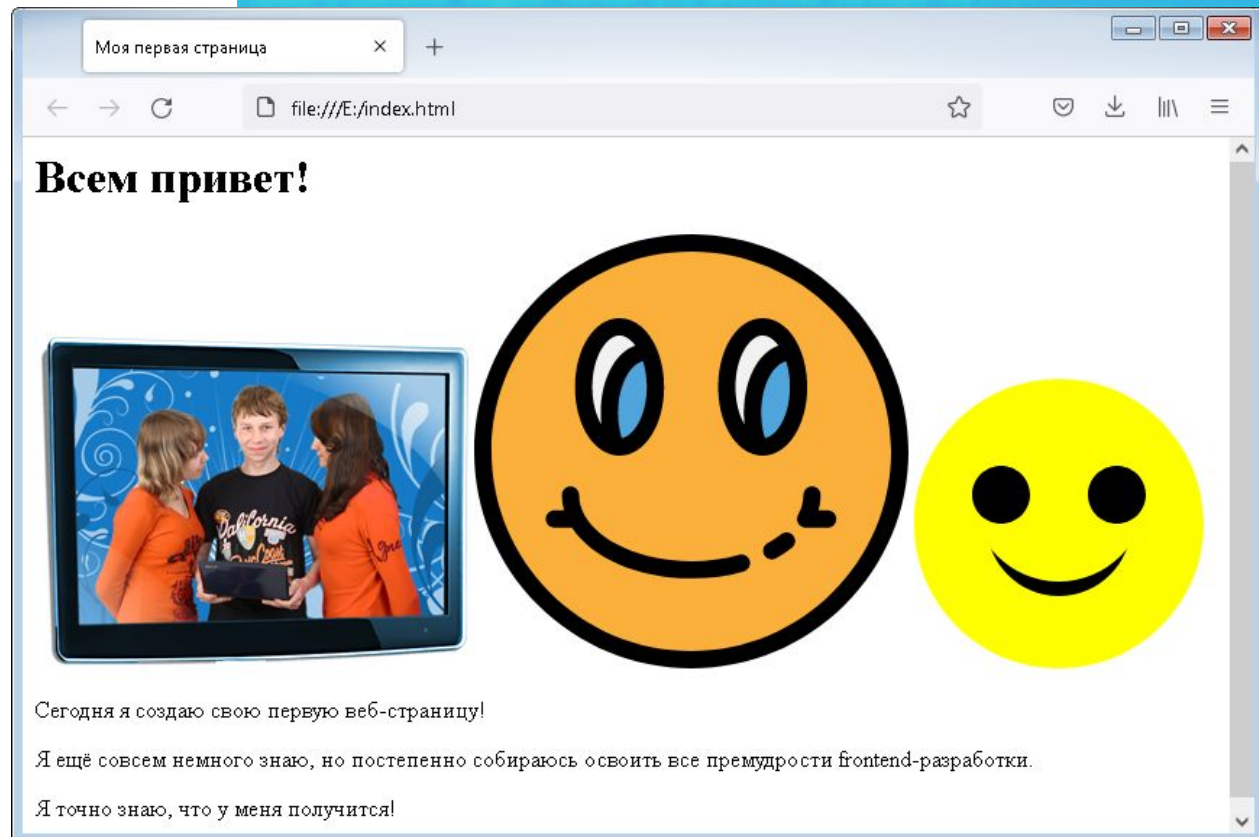 Моя первая страница
file:///E:/index.html
Всем привет!
California
Сегодня я создаю свою первую веб-страницу!
Я ещё совсем немного знаю, но постепенно собираюсь освоить все премудрости frontend-разработки.
Я точно знаю, что у меня получится!